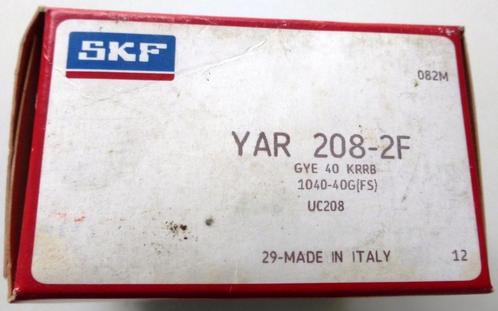 SKF
082M
YAR 208-2F
GYE 40 KRRB
1040-40G(FS)
UC208
29-MADE IN ITALY
12